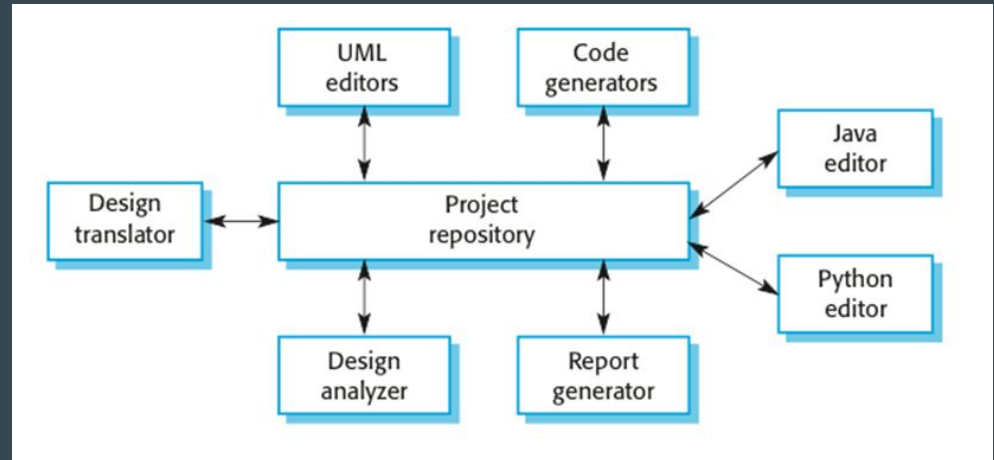 UML
editors
Code
generators
Java
editor
Design
translator
Project
repository
Python
editor
Design
analyzer
Report
generator